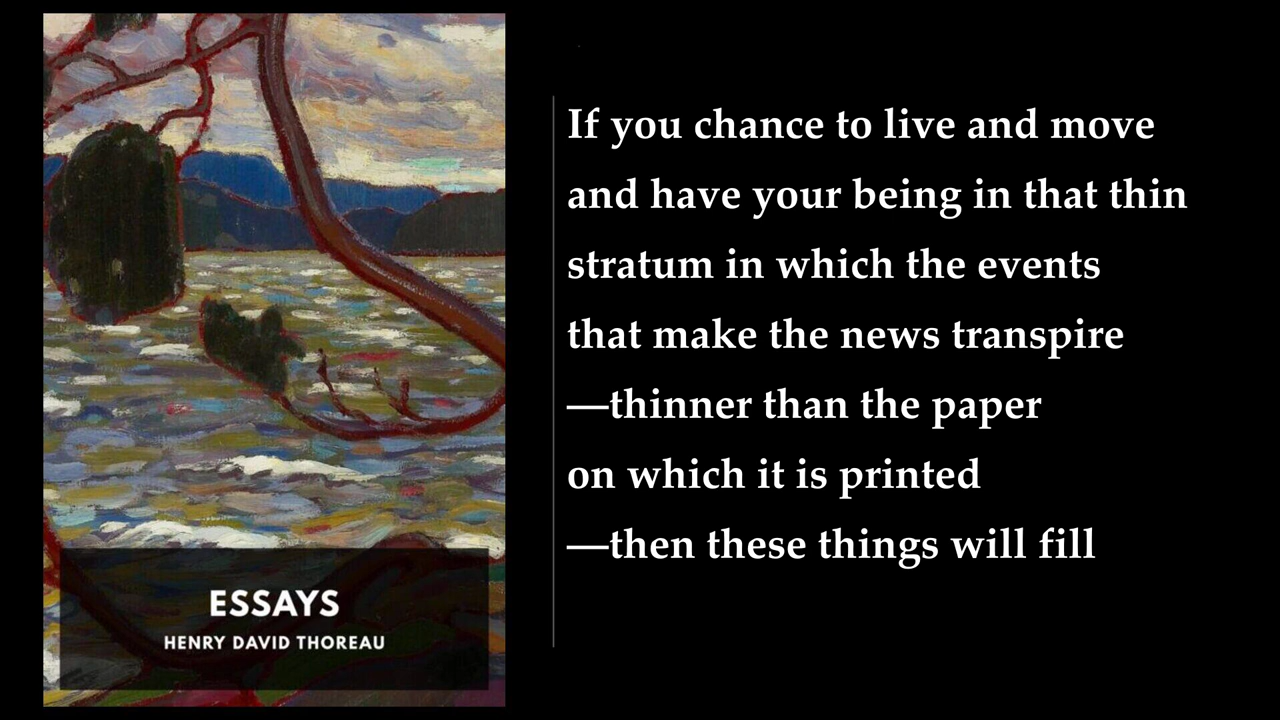 ESSAYS
HENRY DAVID THOREAU
If you chance to live and move
and have your being in that thin
stratum in which the events
that make the news transpire
—thinner than the paper
on which it is printed
—then these things will fill